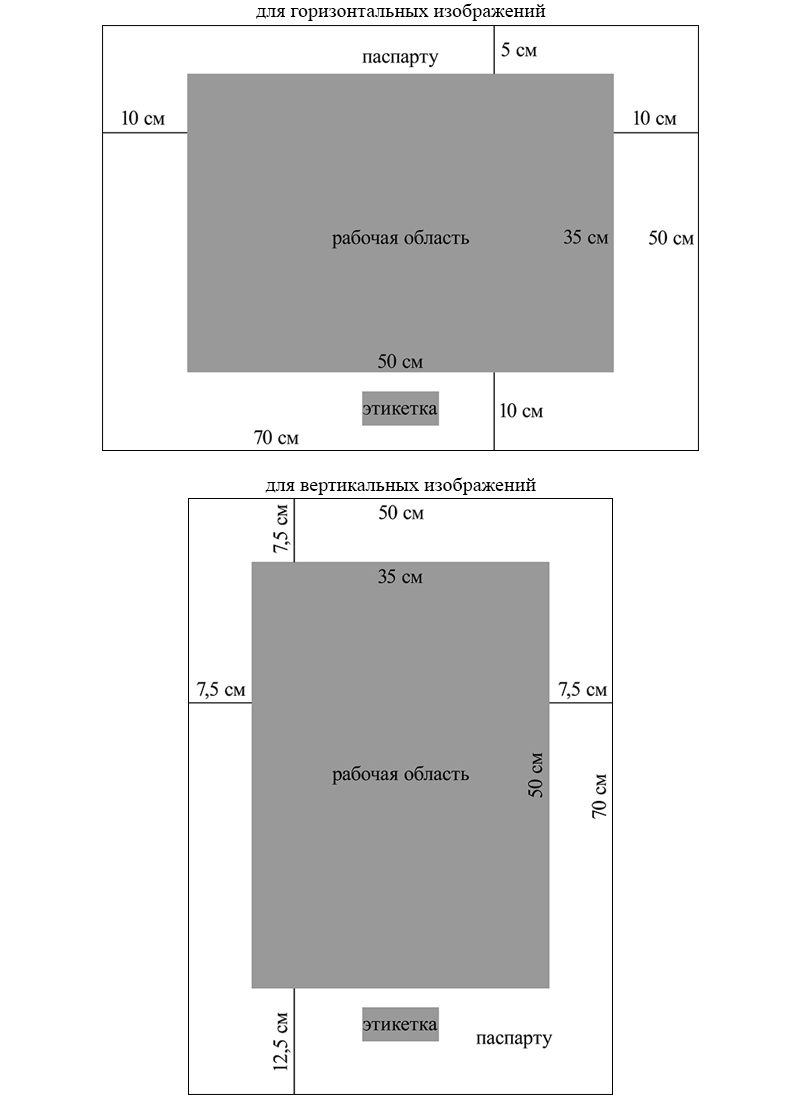 для горизонтальных изображений
паспарту
5 см
10 см
10 см
рабочая область
35 см
50 см
50 см
этикетка
10 см
70 см
для вертикальных изображений
7,5 см
50 см
35 см
7,5 см
7,5 см
рабочая область
50 см
70 см
этикетка
12,5 см
паспарту